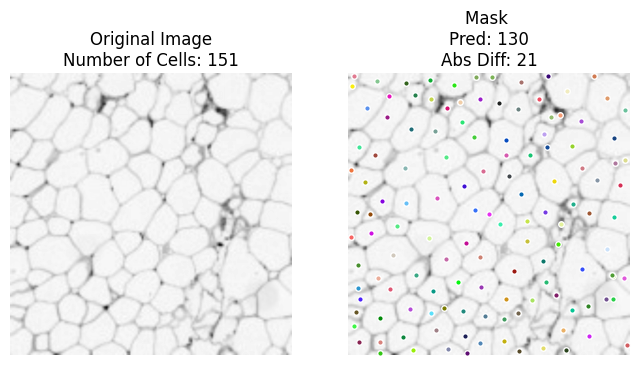 Original Image
Number of Cells: 151
Mask
Pred: 130
Abs Diff: 21